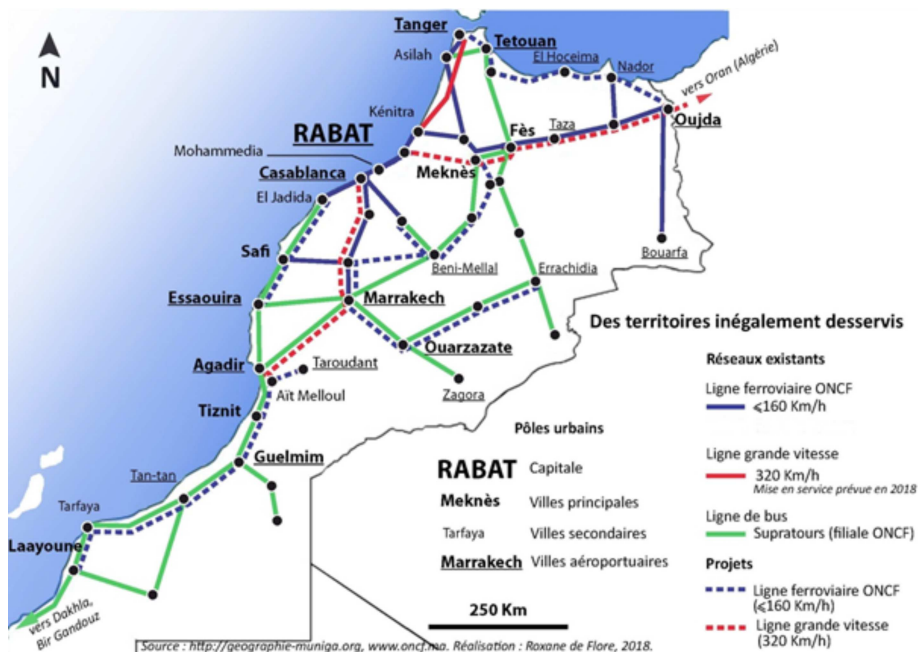 Tanger
Tetouan
Asilah
El Hoceima
Nador
vers Oran (Algérie)
N
Kénitra
Oujda
RABAT
Fès
Taza
Mohammedia
Meknès
Casablanca
El Jadida
Safi
Beni-Mellal
Errachidia
Bouarfa
Essaouira
Marrakech
Ouarzazate
Agadir
Taroudant
Aït Melloul
Zagora
Tiznit
Guelmim
Tan-tan
Tarfaya
Laayoune
vers Dakhla,
Bir Gandouz
Des territoires inégalement desservis
Réseaux existants
Ligne ferroviaire ONCF
⩽160 Km/h
Ligne grande vitesse
320 Km/h
Mise en service prévue en 2018
Ligne de bus
Supratours (filiale ONCF)
Projets
Ligne ferroviaire ONCF
(⩽160 Km/h)
Ligne grande vitesse
(320 Km/h)
Pôles urbains
RABAT Capitale
Meknès Villes principales
Tarfaya Villes secondaires
Marrakech Villes aéroportuaires
250 Km
Source : http://geographie-muniga.org, www.oncf.ma. Réalisation : Roxane de Flore, 2018.